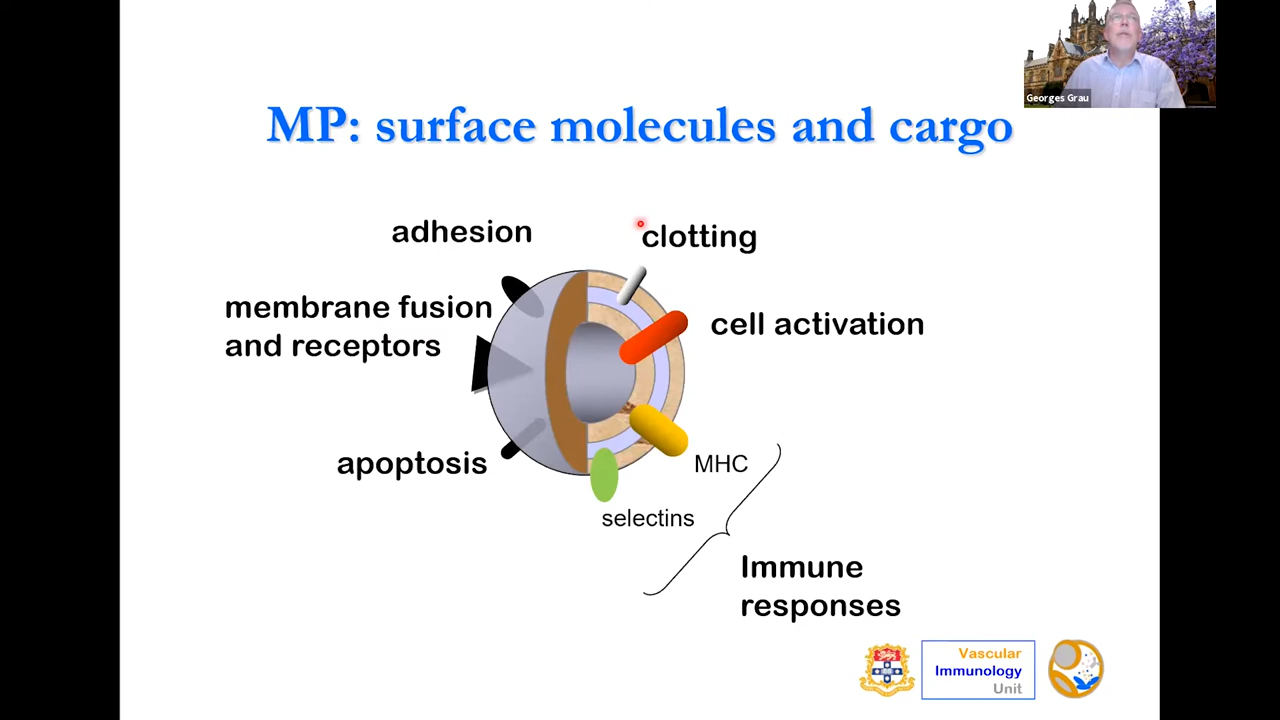 Georges Grau
MP: surface molecules and cargo
adhesion
clotting
membrane fusion
and receptors
cell activation
apoptosis
MHC
selectins
Immune
responses
Vascular
Immunology
Unit